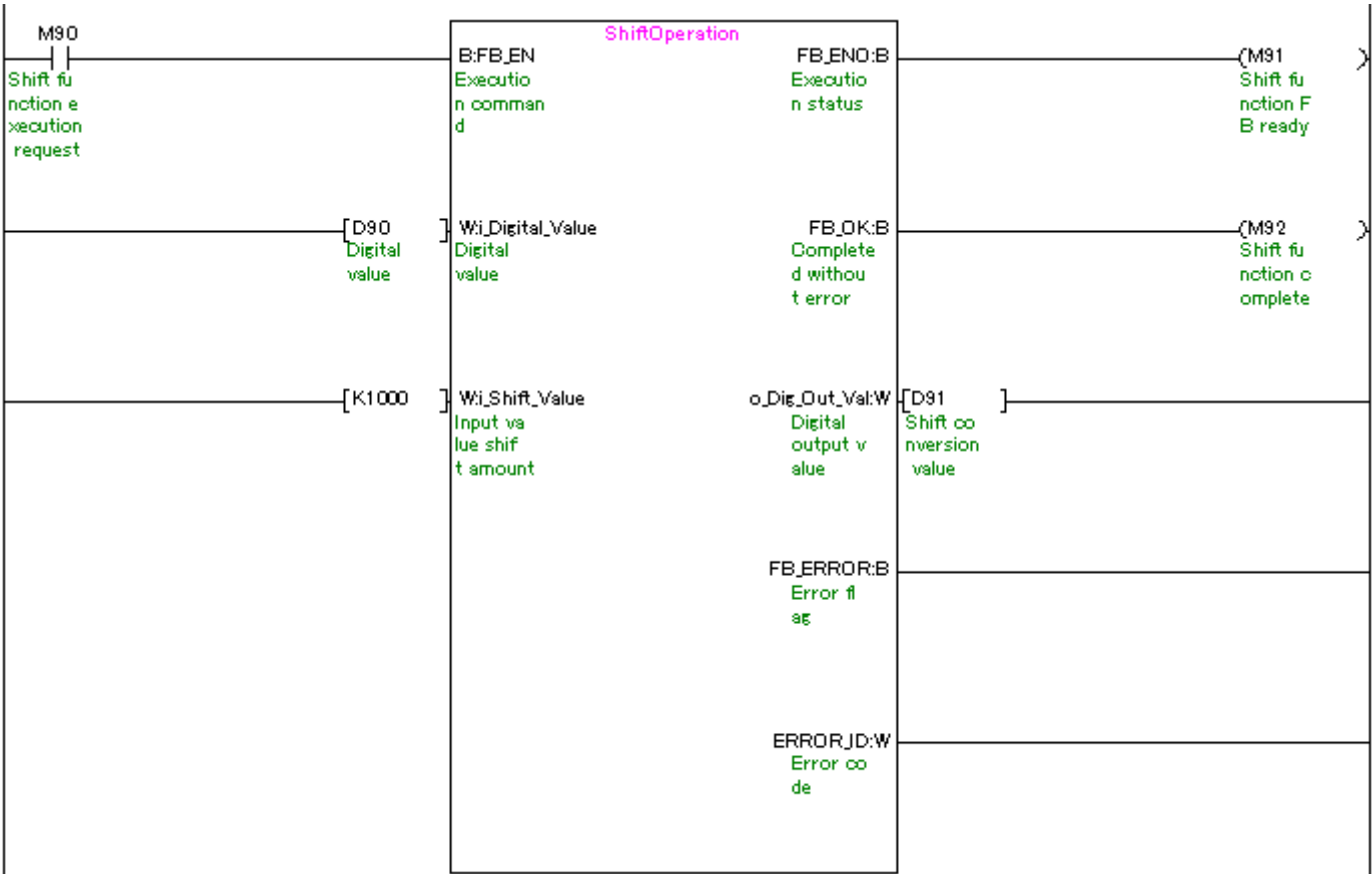 M90
Shift fu
nction e
xecution
request
ShiftOperation
B:FB_EN
Executio
n comman
d
FB_ENO:B
Executio
n status
M91
Shift fu
nction F
B ready
D90
Digital
value
W:i_Digital_Value
Digital
value
FB_OK:B
Complete
d withou
t error
M92
Shift fu
nction c
omplete
K1000
W:i_Shift_Value
Input va
lue shif
t amount
o_Dig_Out_Val:W
Digital
output v
alue
D91
Shift co
nversion
value
FB_ERROR:B
Error fl
ag
ERROR_ID:W
Error co
de